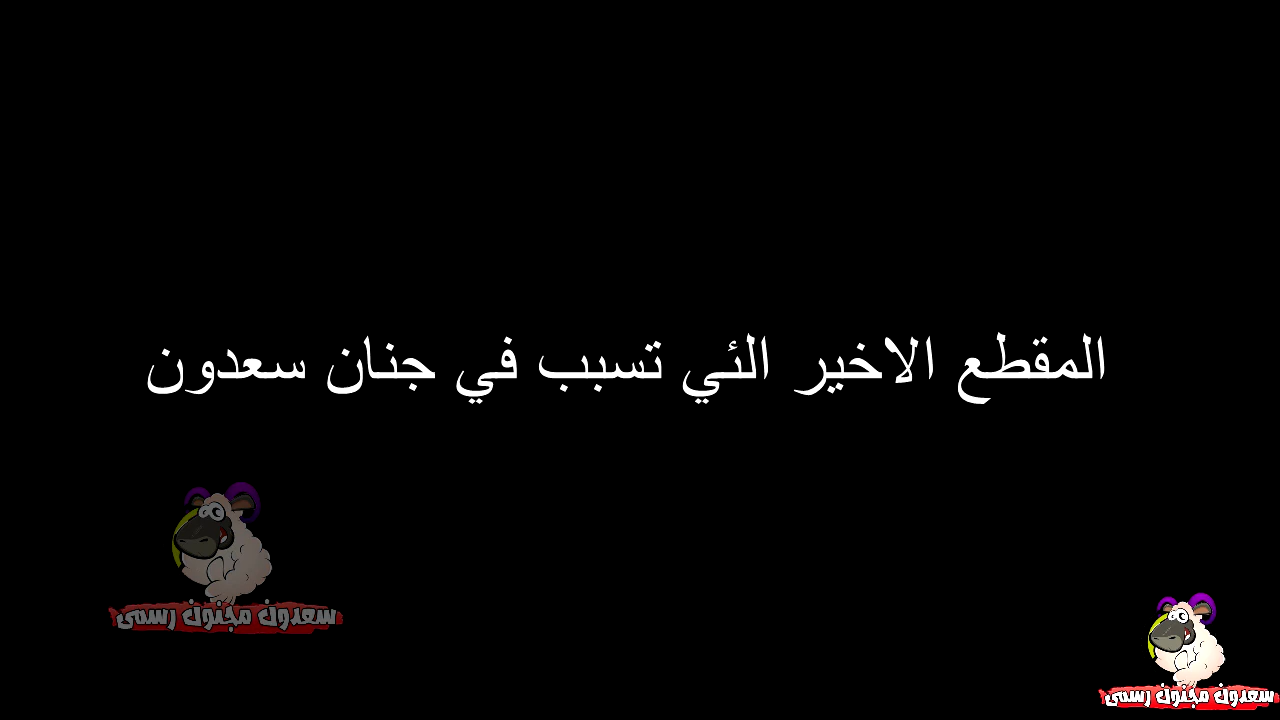 المقطع الاخير الئي تسبب في جنان سعدون
سعدون مجنون رسمى
سعدون مجنون رسمى